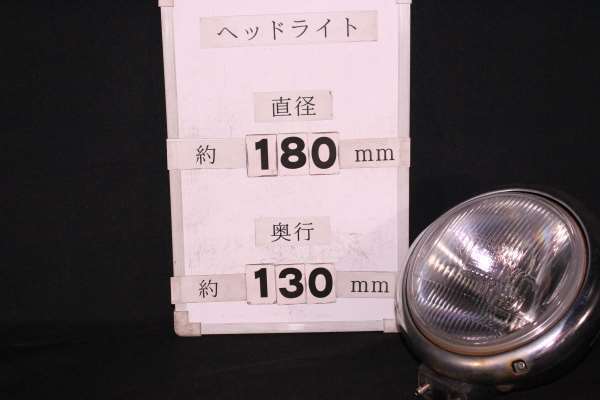 ヘッドライト
直径
約 180 mm
奥行
約 130 mm